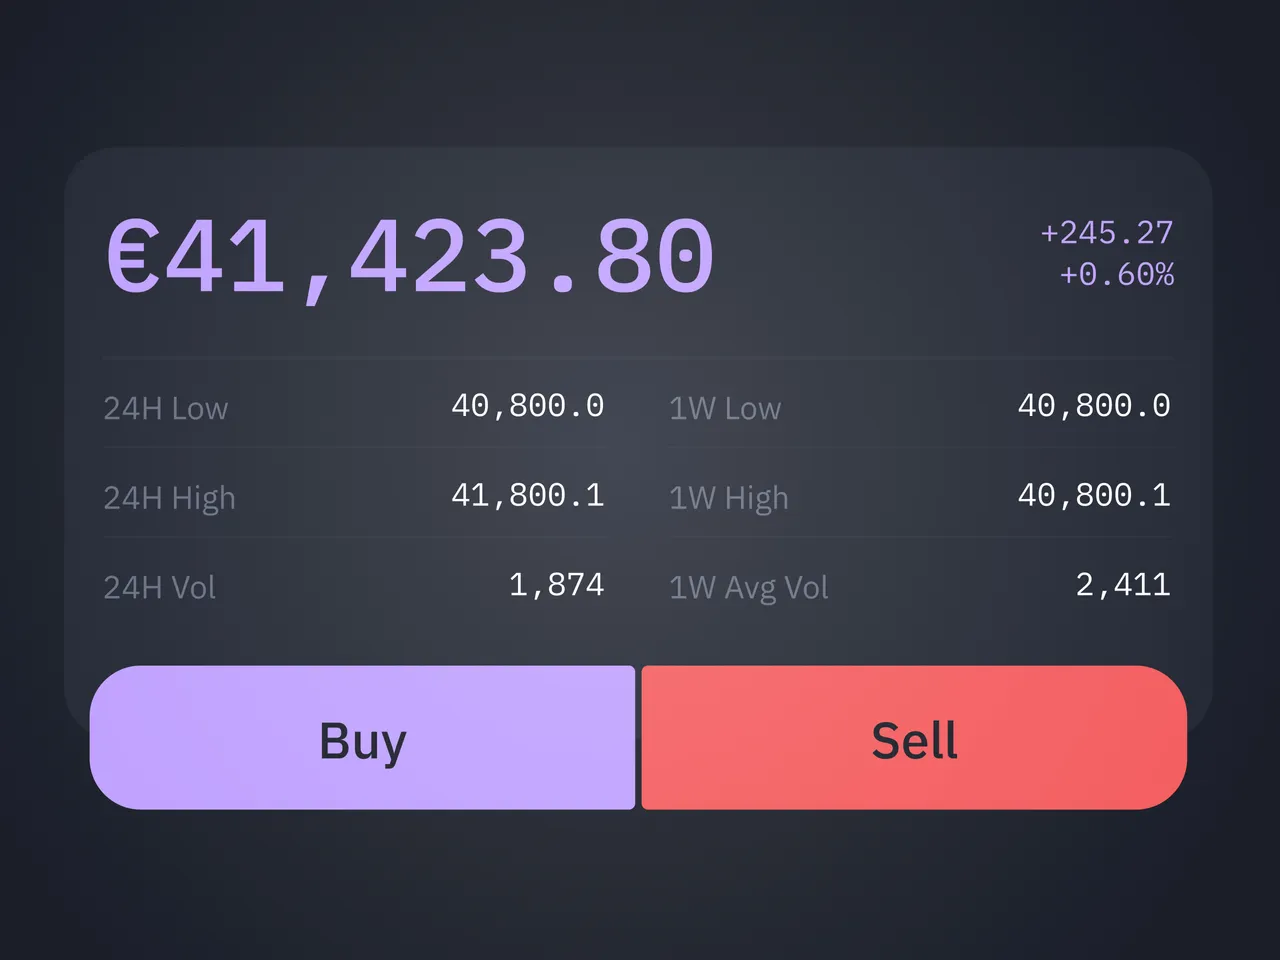 €41,423.80
+245.27
+0.60%
24H Low 40,800.0 1W Low 40,800.0
24H High 41,800.1 1W High 40,800.1
24H Vol 1,874 1W Avg Vol 2,411
Buy Sell